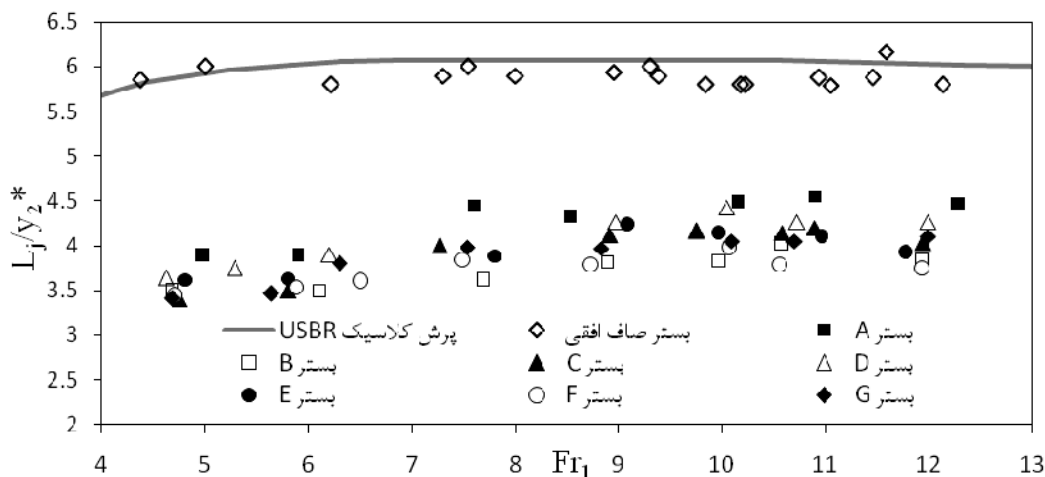 6.5
6
5.5
5
4.5
4
3.5
3
2.5
2
Lj/y2*
پرش کلاسیک USBR
بستر صاف افقی
بستر A
بستر B
بستر C
بستر D
بستر E
بستر F
بستر G
4 5 6 7 8 9 10 11 12 13
Fr1